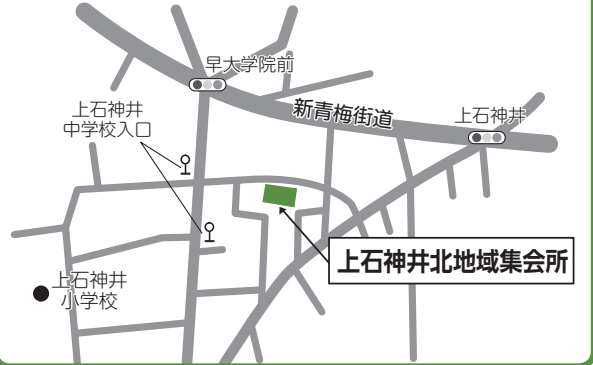 早大学院前
新青梅街道
上石神井
上石神井
中学校入口
上石神井北地域集会所
上石神井
小学校